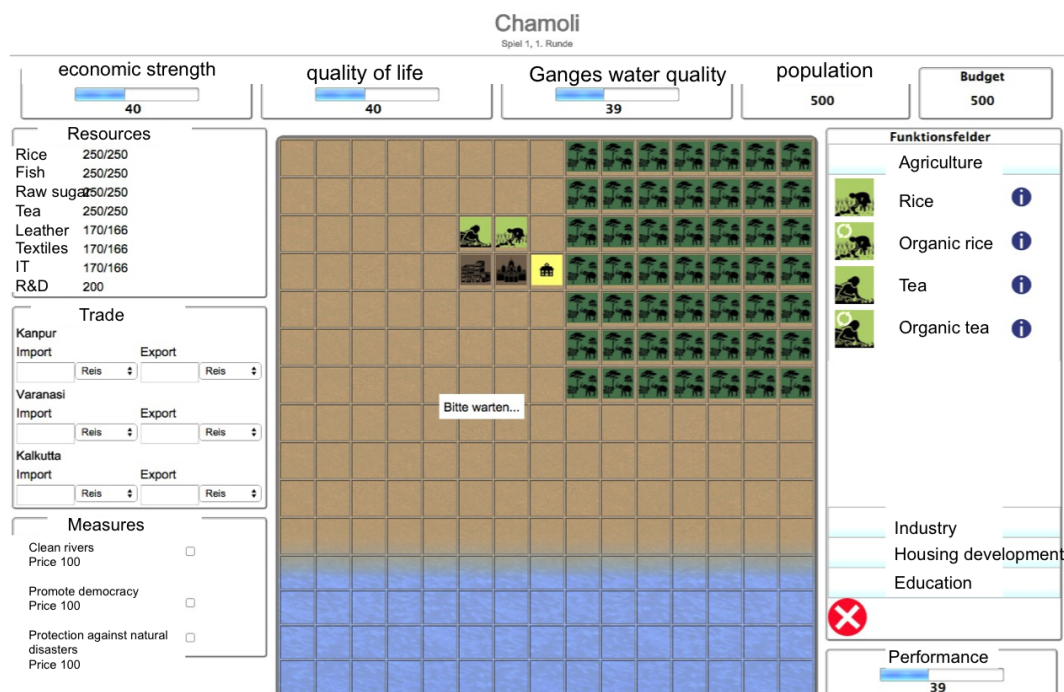 Chamoli
Spiel 1, 1. Runde
economic strength
40
quality of life
40
Ganges water quality
39
population
500
Budget
500
Resources
Rice 250/250
Fish 250/250
Raw sugar 250/250
Tea 250/250
Leather 170/166
Textiles 170/166
IT 170/166
R&D 200
Trade
Kanpur
Import Export
Reis Reis
Varanasi
Import Export
Reis Reis
Kalkutta
Import Export
Reis Reis
Measures
Clean rivers
Price 100
Promote democracy
Price 100
Protection against natural
disasters
Price 100
Bitte warten...
Funktionsfelder
Agriculture
Rice
Organic rice
Tea
Organic tea
Industry
Housing development
Education
Performance
39